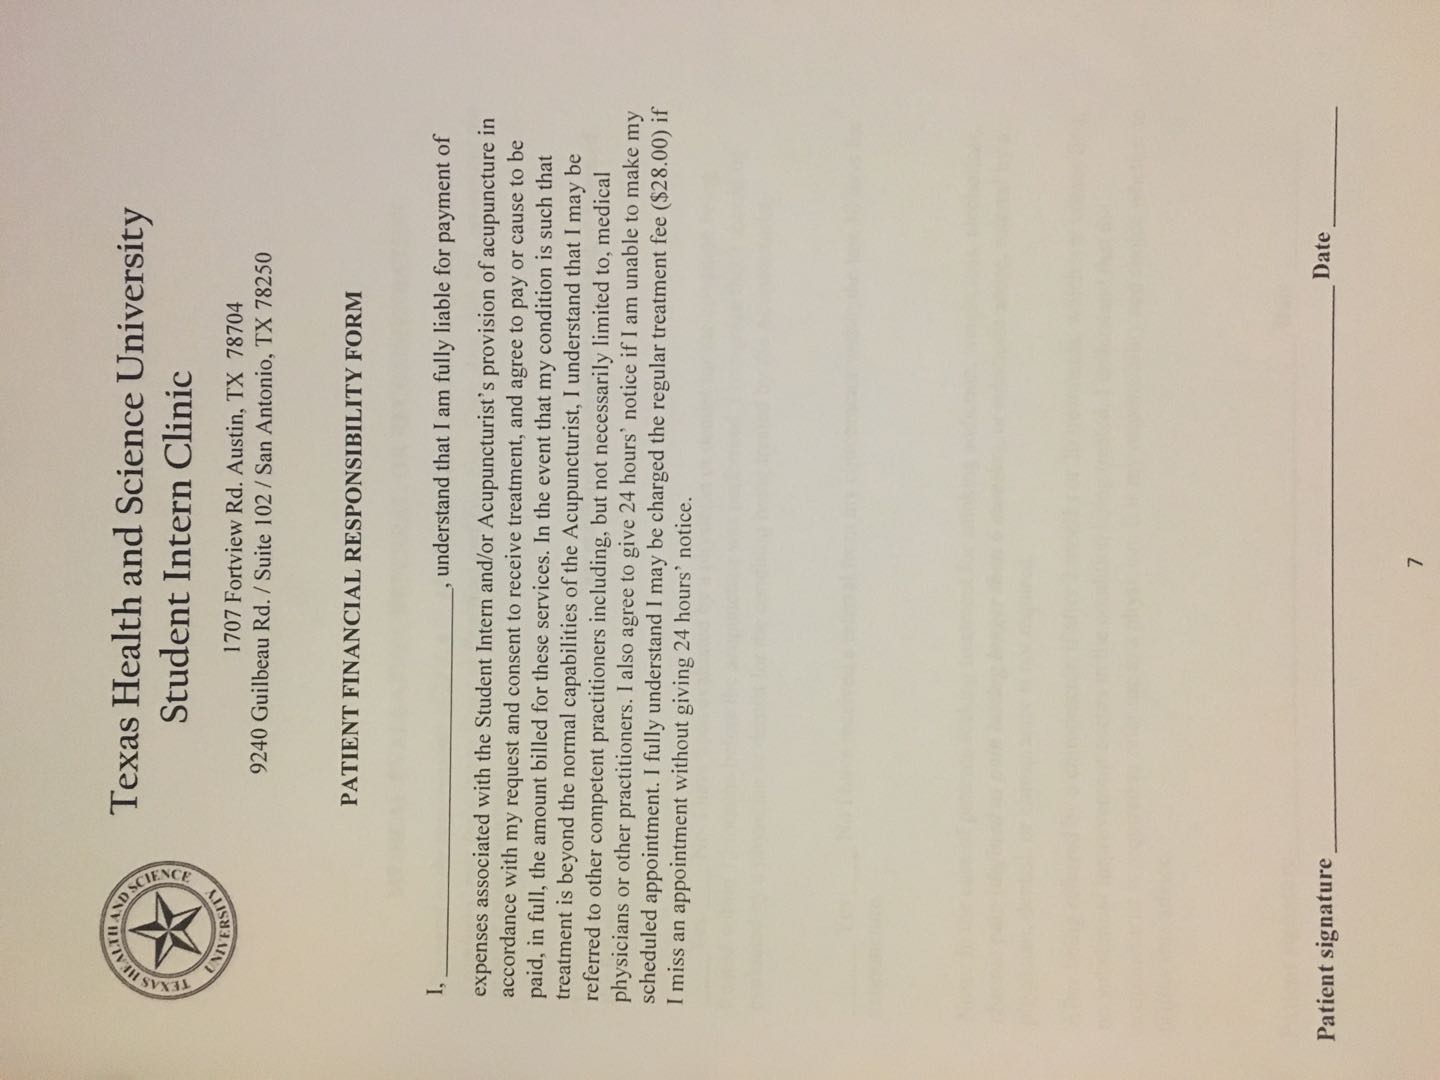 TEXAS HEALTH AND SCIENCE
UNIVERSITY
Texas Health and Science University
Student Intern Clinic
1707 Fortview Rd. Austin, TX 78704
9240 Guilbeau Rd. / Suite 102 / San Antonio, TX 78250
PATIENT FINANCIAL RESPONSIBILITY FORM
I, ______________________________, understand that I am fully liable for payment of
expenses associated with the Student Intern and/or Acupuncturist’s provision of acupuncture in
accordance with my request and consent to receive treatment, and agree to pay or cause to be
paid, in full, the amount billed for these services. In the event that my condition is such that
treatment is beyond the normal capabilities of the Acupuncturist, I understand that I may be
referred to other competent practitioners including, but not necessarily limited to, medical
physicians or other practitioners. I also agree to give 24 hours’ notice if I am unable to make my
scheduled appointment. I fully understand I may be charged the regular treatment fee ($28.00) if
I miss an appointment without giving 24 hours’ notice.
Patient signature ______________________________ Date __________
7